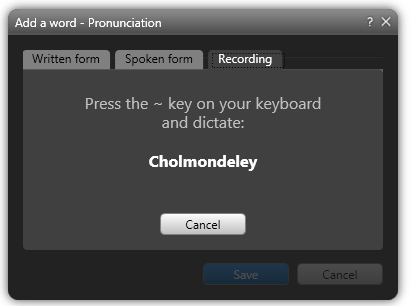 Add a word - Pronunciation ?
Written form Spoken form Recording
Press the ~ key on your keyboard
and dictate:
Cholmondeley
Cancel
Save Cancel